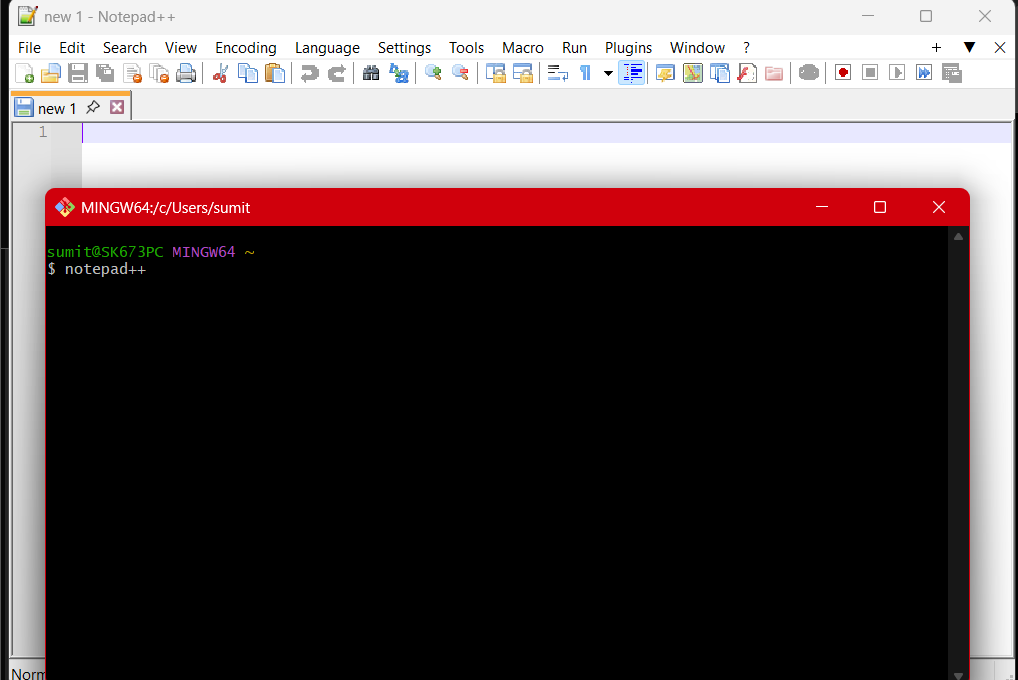 new 1 - Notepad++
File Edit Search View Encoding Language Settings Tools Macro Run Plugins Window ?
new 1
1
MINGW64:/c/Users/sumit
sumit@SK673PC MINGW64 ~
$ notepad++
Norm